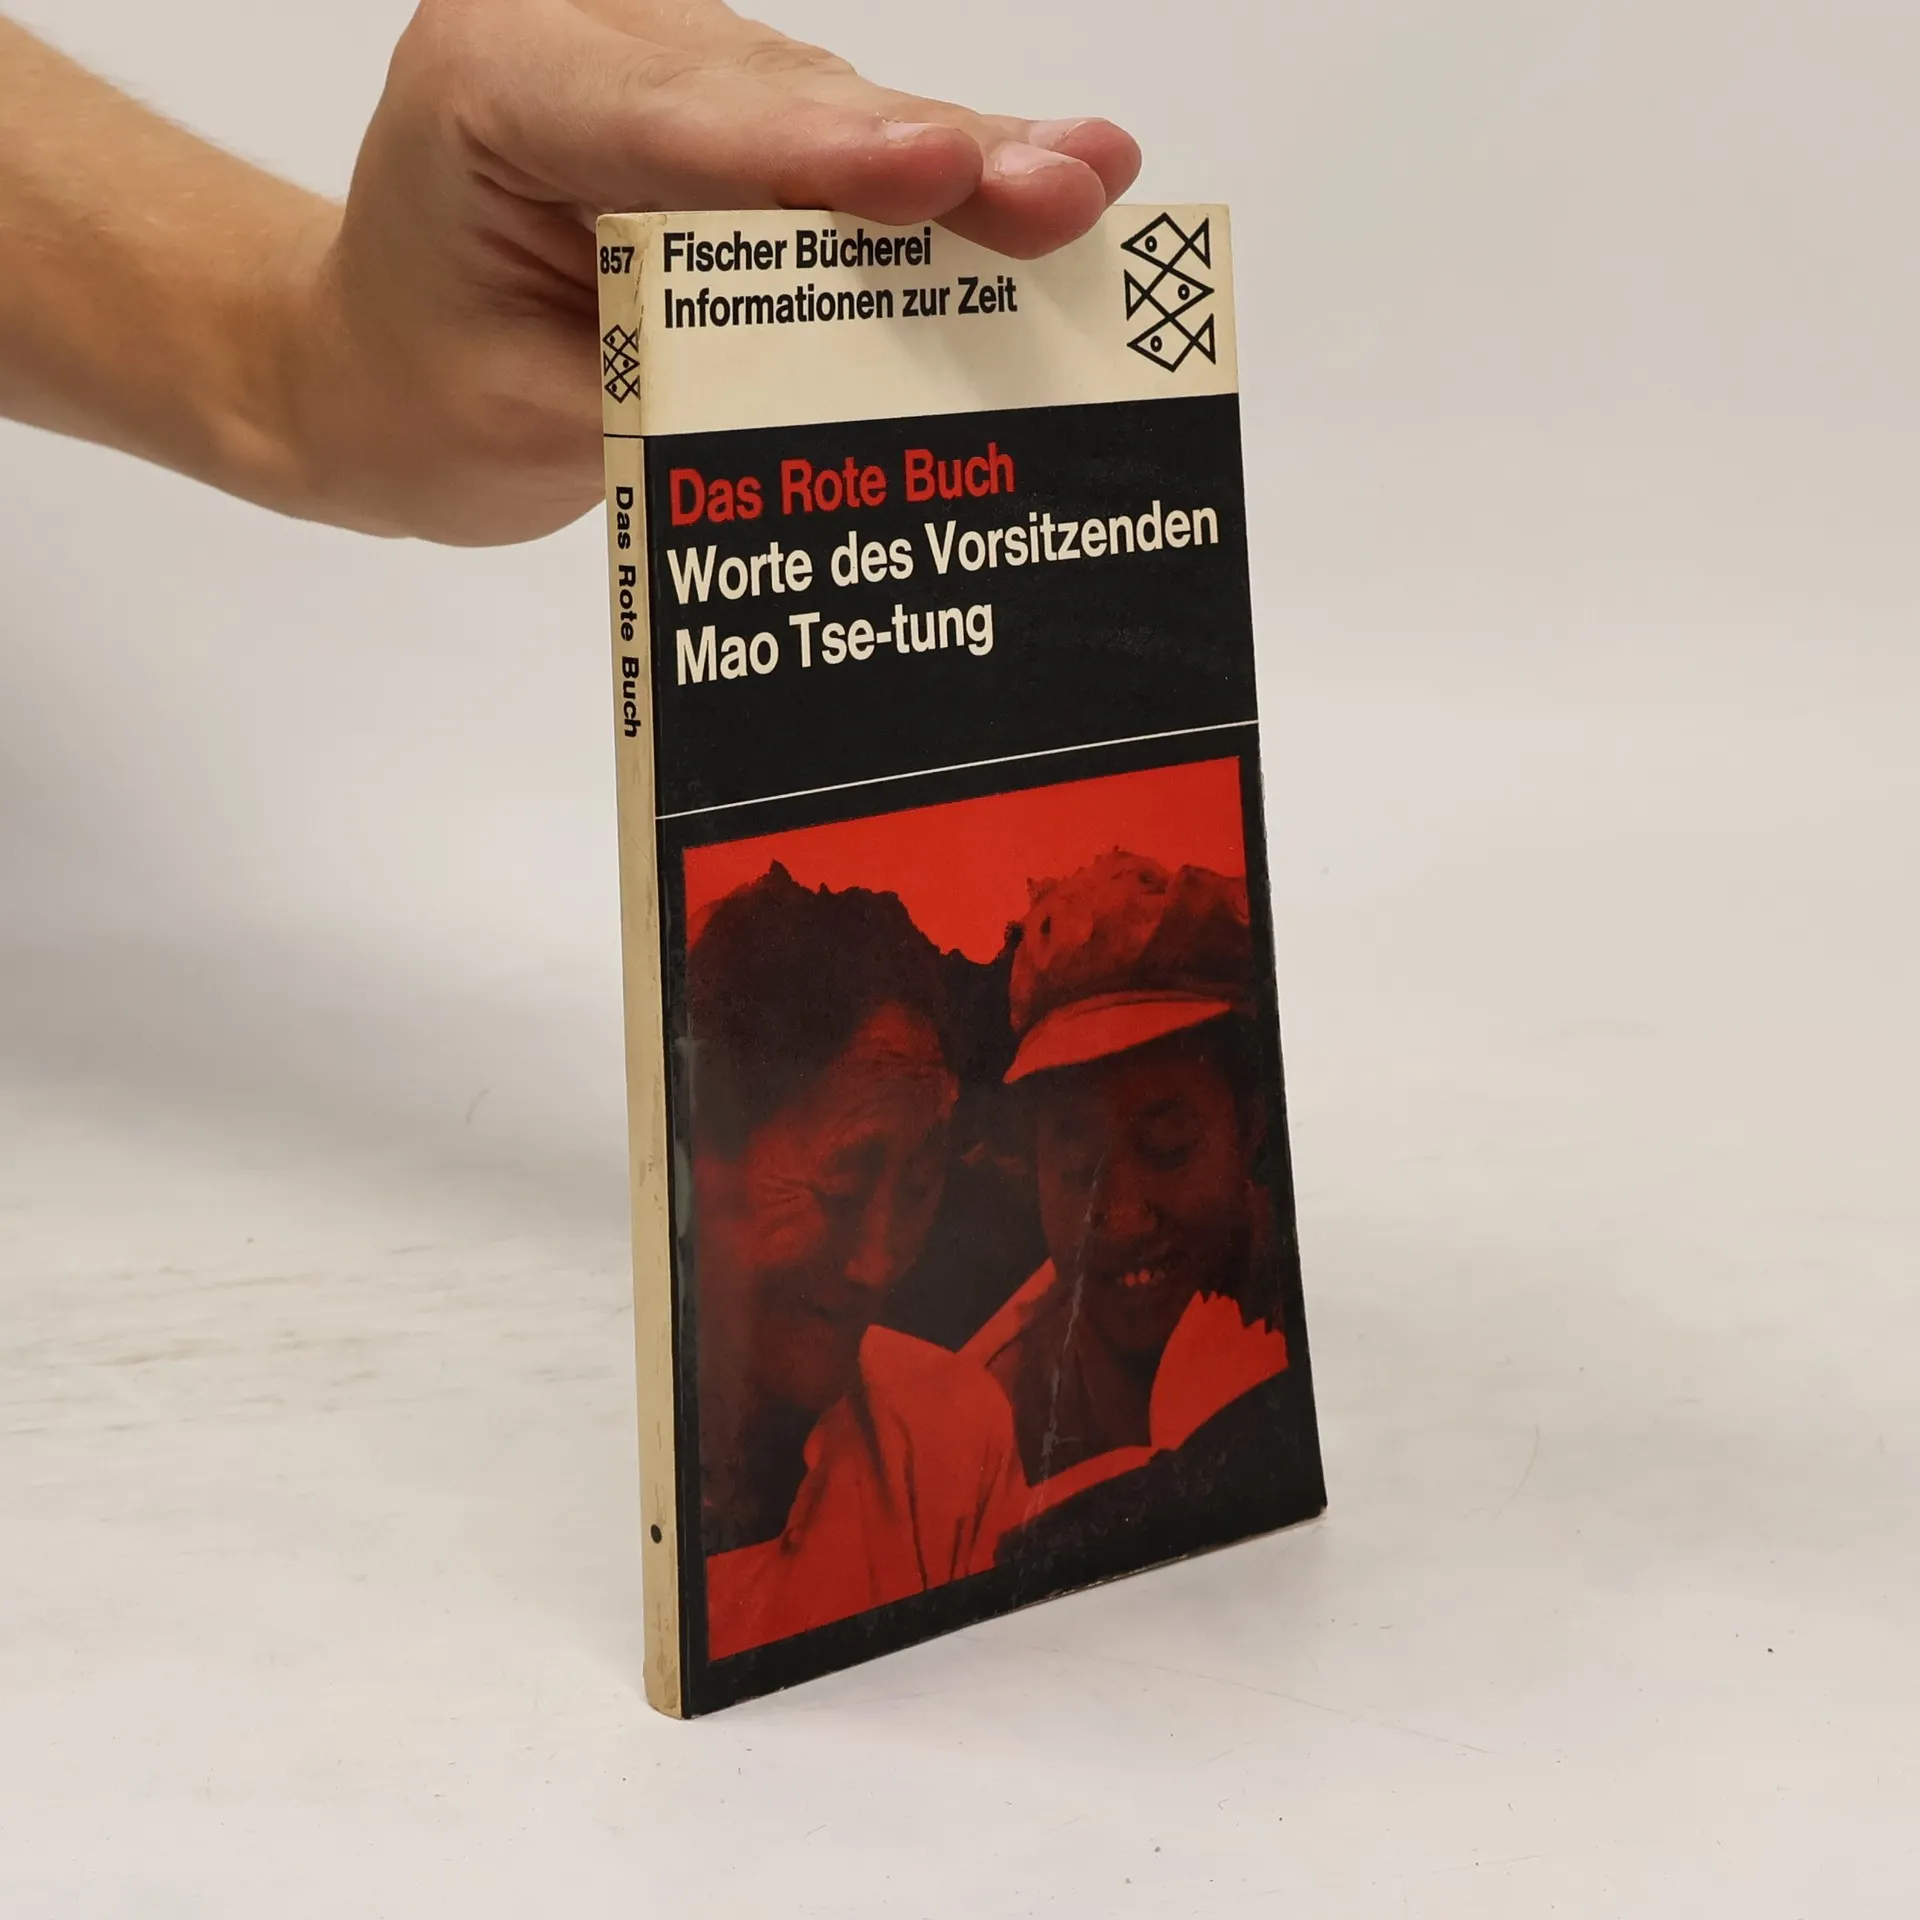 857
Fischer Bücherei
Informationen zur Zeit
Das Rote Buch
Worte des Vorsitzenden
Mao Tse-tung
Das Rote Buch